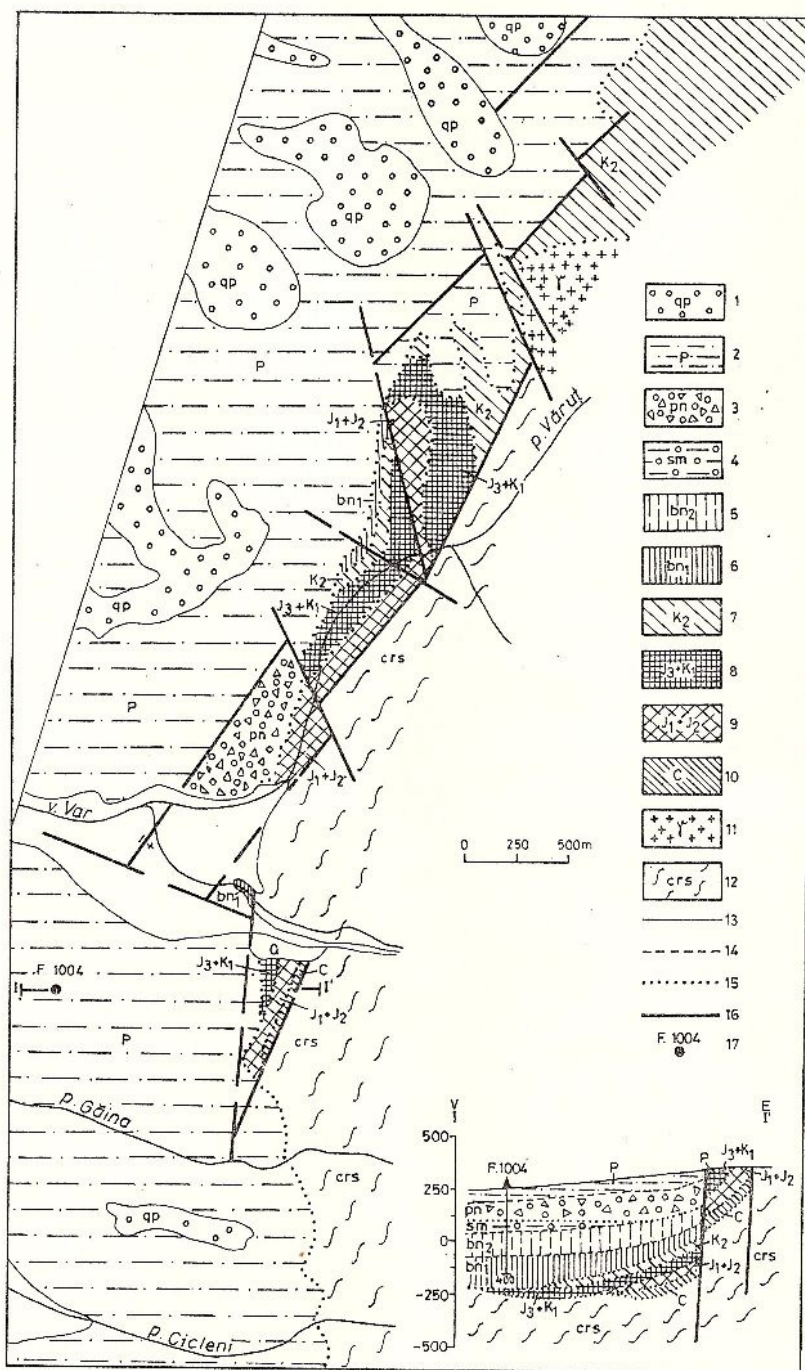 qp
qp
K2
qp
qp
P
γ
P
J1+J2
K2
p. Văruț
bn1
J3+K1
K2
J3+K1
qp
crs
P
pn
J1+J2
v. Var
bn1
Q
J3+K1
C
F. 1004
I
I'
J1+J2
P
crs
p. Găina
crs
qp
p. Cicleni
qp 1
P 2
pn 3
sm 4
bn2 5
bn1 6
K2 7
J3+K1 8
J1+J2 9
C 10
γ 11
crs 12
13
14
15
16
F. 1004 17
0 250 500m
V
I
E
I'
500
250
0
-250
-500
F.1004
P
P
J3+K1
J1+J2
pn
sm
bn2
bn1
C
K2
J1+J2
crs
400
J3+K1
C
crs